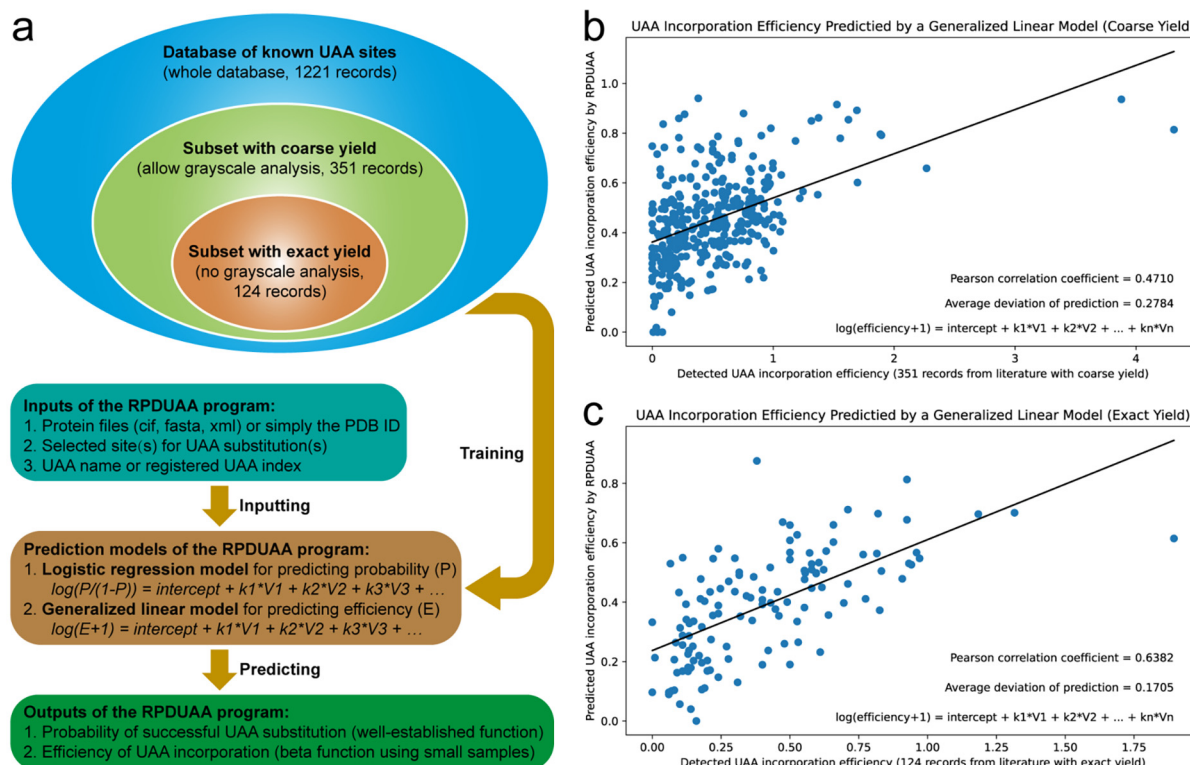 a
Database of known UAA sites
(whole database, 1221 records)
Subset with coarse yield
(allow grayscale analysis, 351 records)
Subset with exact yield
(no grayscale analysis,
124 records)
Training
Inputs of the RPDUAA program:
1. Protein files (cif, fasta, xml) or simply the PDB ID
2. Selected site(s) for UAA substitution(s)
3. UAA name or registered UAA index
Inputting
Prediction models of the RPDUAA program:
1. Logistic regression model for predicting probability (P)
log(P/(1-P)) = intercept + k1*V1 + k2*V2 + k3*V3 + …
2. Generalized linear model for predicting efficiency (E)
log(E+1) = intercept + k1*V1 + k2*V2 + k3*V3 + …
Predicting
Outputs of the RPDUAA program:
1. Probability of successful UAA substitution (well-established function)
2. Efficiency of UAA incorporation (beta function using small samples)
b
UAA Incorporation Efficiency Predictied by a Generalized Linear Model (Coarse Yield
Predicted UAA incorporation efficiency by RPDUAA
1.0
0.8
0.6
0.4
0.2
0.0
Pearson correlation coefficient = 0.4710
Average deviation of prediction = 0.2784
log(efficiency+1) = intercept + k1*V1 + k2*V2 + ... + kn*Vn
0 1 2 3 4
Detected UAA incorporation efficiency (351 records from literature with coarse yield)
c
UAA Incorporation Efficiency Predictied by a Generalized Linear Model (Exact Yield)
Predicted UAA incorporation efficiency by RPDUAA
0.8
0.6
0.4
0.2
0.0
Pearson correlation coefficient = 0.6382
Average deviation of prediction = 0.1705
log(efficiency+1) = intercept + k1*V1 + k2*V2 + ... + kn*Vn
0.00 0.25 0.50 0.75 1.00 1.25 1.50 1.75
Detected UAA incorporation efficiency (124 records from literature with exact yield)